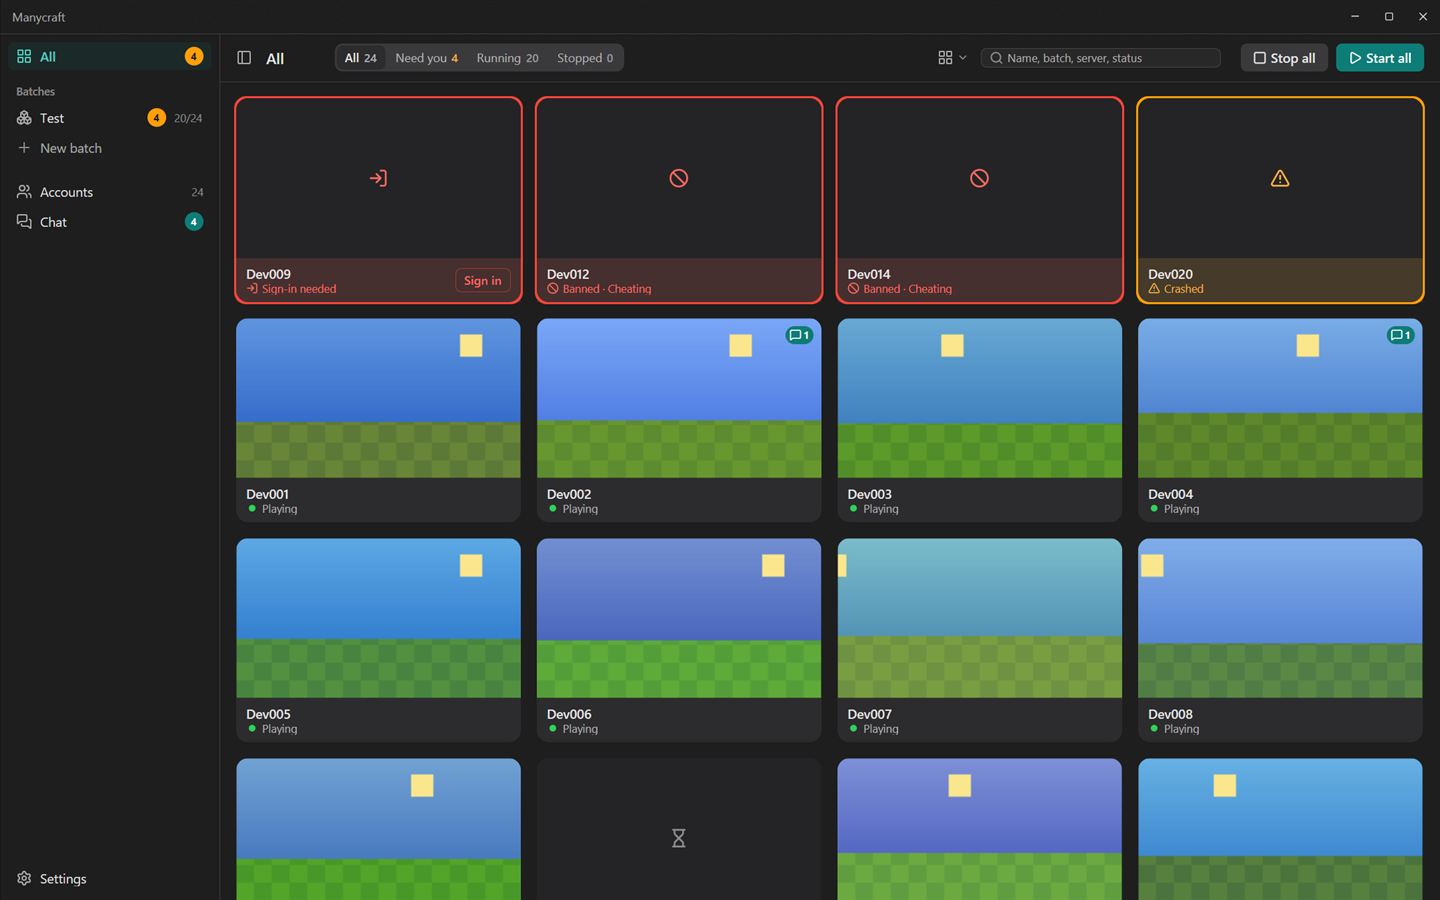 Manycraft
All 4
Batches
Test 4 20/24
New batch
Accounts 24
Chat 4
Settings
All
All 24 Need you 4 Running 20 Stopped 0
Name, batch, server, status
Stop all
Start all
Dev009
Sign-in needed
Sign in
Dev012
Banned · Cheating
Dev014
Banned · Cheating
Dev020
Crashed
Dev001
Playing
1
Dev002
Playing
Dev003
Playing
1
Dev004
Playing
Dev005
Playing
Dev006
Playing
Dev007
Playing
Dev008
Playing